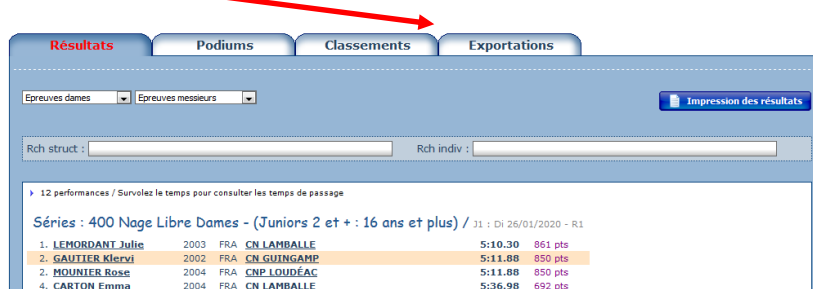 Résultats Podiums Classements Exportations
Epreuves dames Epreuves messieurs Impression des résultats
Rch struct : Rch indiv :
12 performances / Survolez le temps pour consulter les temps de passage
Séries : 400 Nage Libre Dames - (Juniors 2 et + : 16 ans et plus) / J1 : Di 26/01/2020 - R1
1. LEMORDANT Julie 2003 FRA CN LAMBALLE 5:10.30 861 pts
2. GAUTIER Klervi 2002 FRA CN GUINGAMP 5:11.88 850 pts
2. MOUNIER Rose 2004 FRA CNP LOUDÉAC 5:11.88 850 pts
4. CARTON Emma 2004 FRA CN LAMBALLE 5:36.98 692 pts